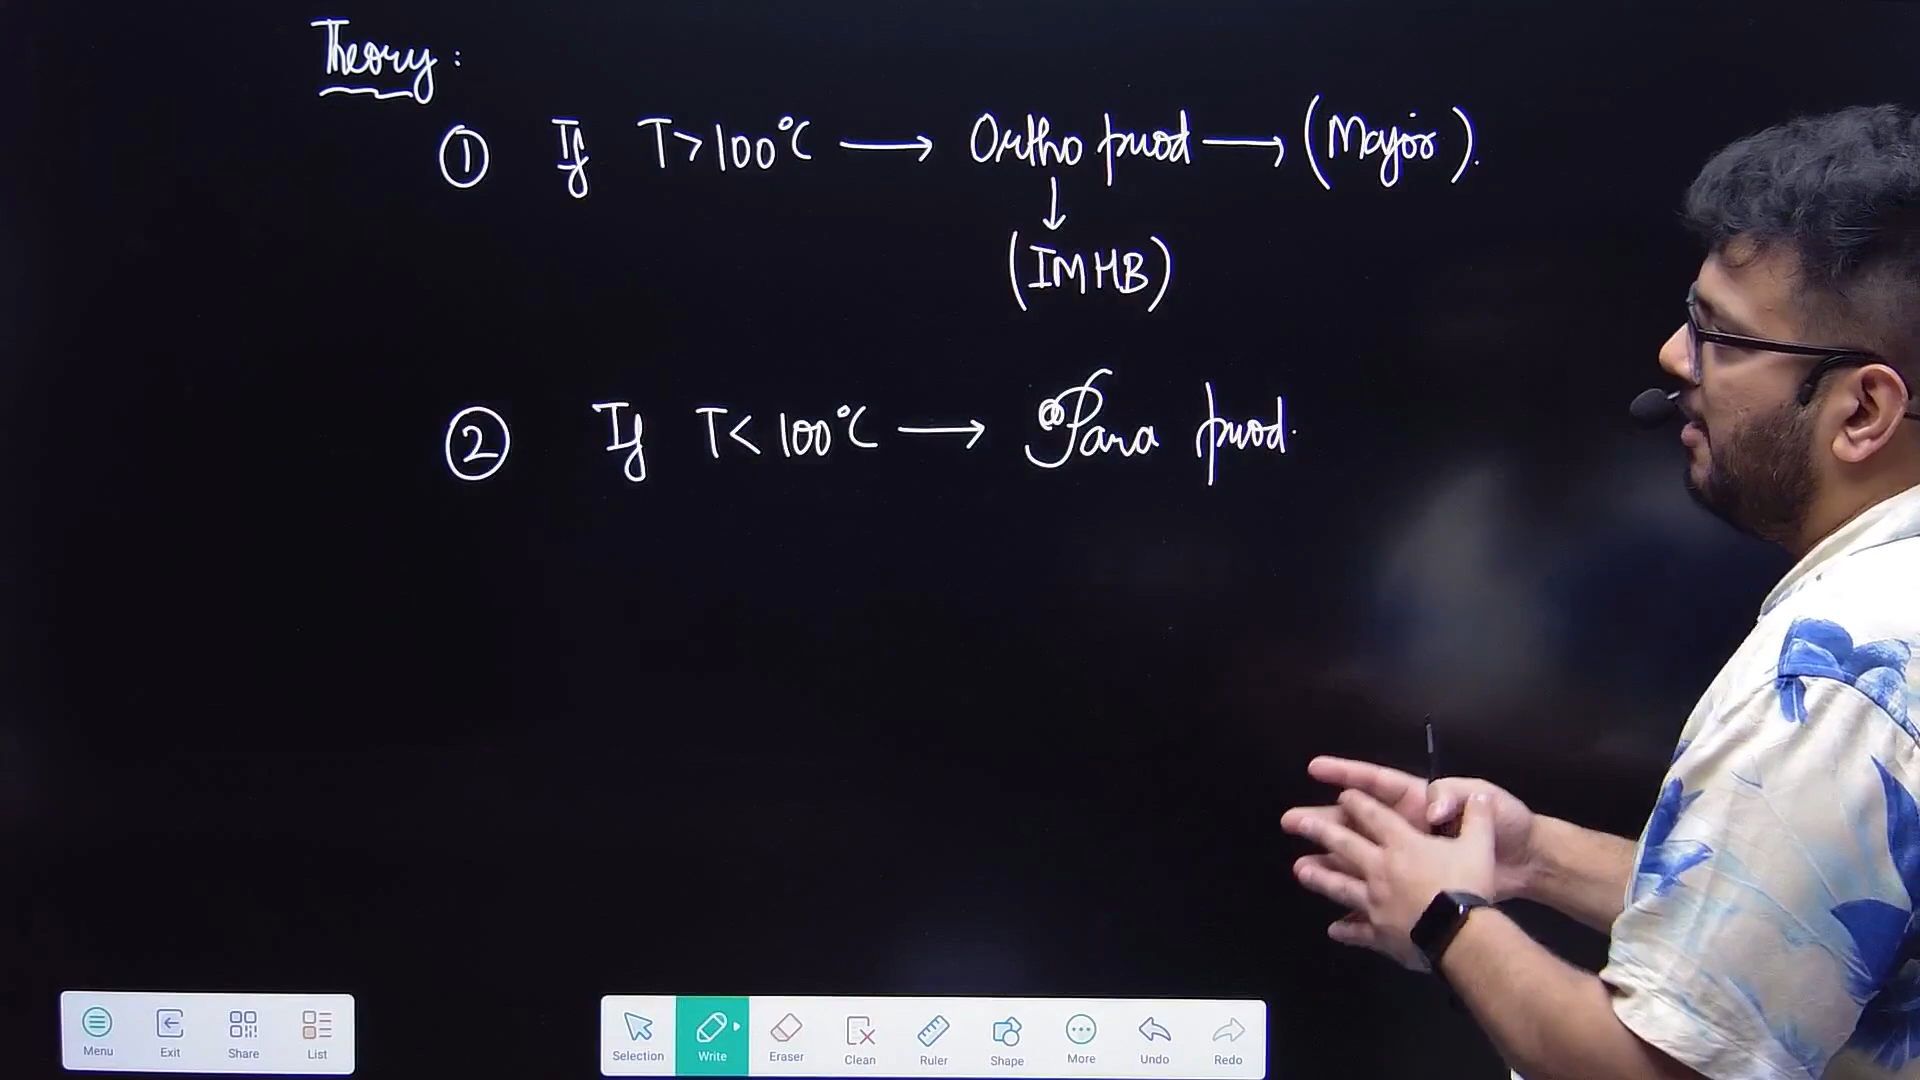 Theory :
① If T > 100°C ⟶ Ortho prod ⟶ (Major).
↓
(IMHB)
② If T < 100°C ⟶ Para prod.
Menu Exit Share List
Selection Write Eraser Clean Ruler Shape More Undo Redo